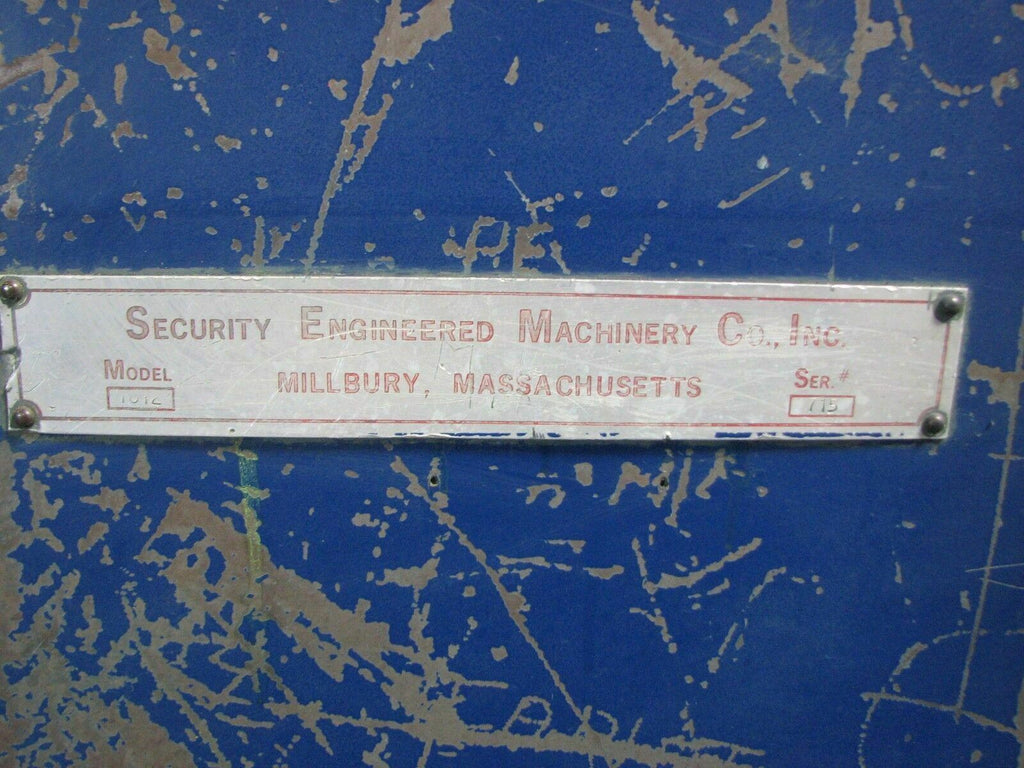 Security Engineered Machinery Co., Inc.
Model Millbury, Massachusetts Ser.#
1012 715